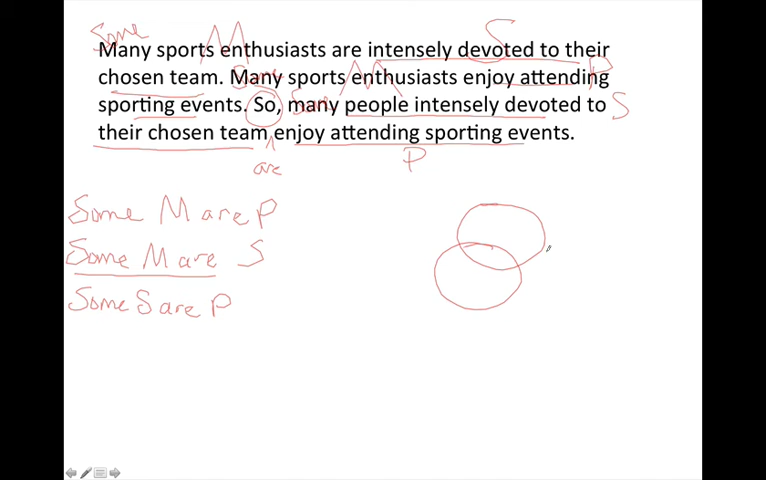 Some M S
Many sports enthusiasts are intensely devoted to their
Some M P
chosen team. Many sports enthusiasts enjoy attending
Some S
sporting events. So, many people intensely devoted to
their chosen team enjoy attending sporting events.
are P
Some M are P
Some M are S
Some S are P